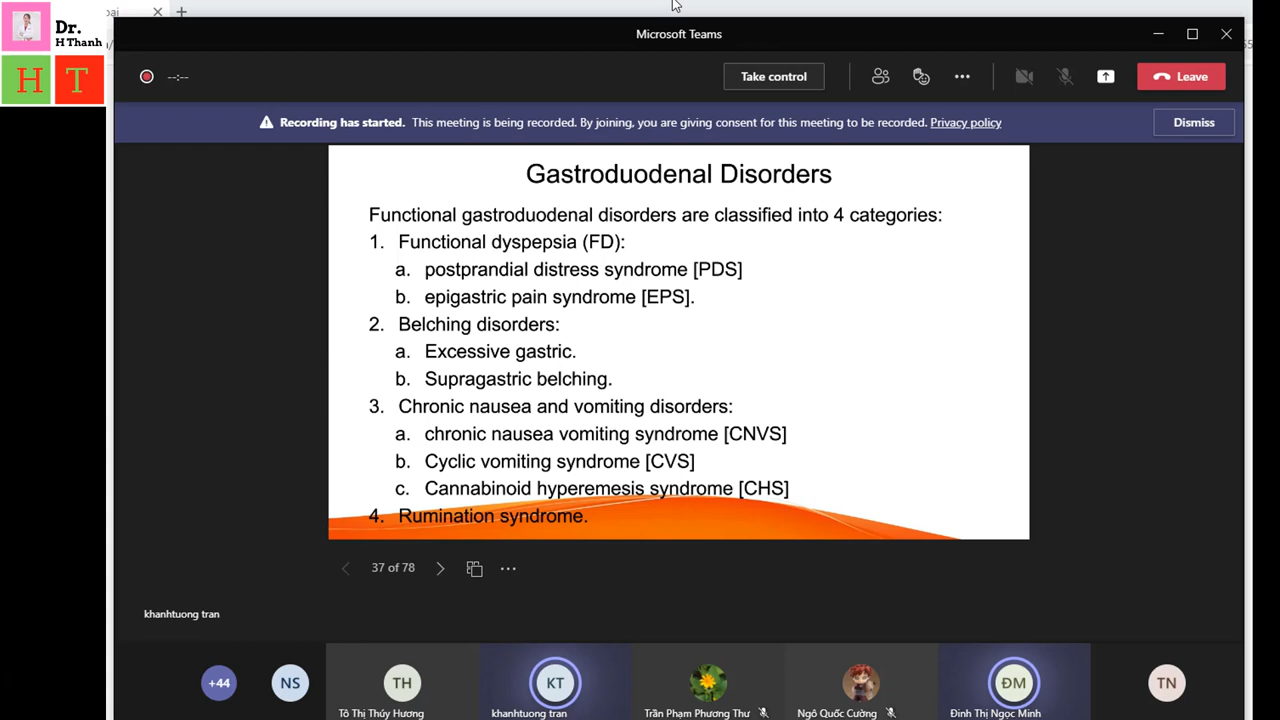 Dr.
H Thanh
H T
Microsoft Teams
--:--
Take control
Leave
Recording has started. This meeting is being recorded. By joining, you are giving consent for this meeting to be recorded. Privacy policy
Dismiss
Gastroduodenal Disorders
Functional gastroduodenal disorders are classified into 4 categories:
1. Functional dyspepsia (FD):
a. postprandial distress syndrome [PDS]
b. epigastric pain syndrome [EPS].
2. Belching disorders:
a. Excessive gastric.
b. Supragastric belching.
3. Chronic nausea and vomiting disorders:
a. chronic nausea vomiting syndrome [CNVS]
b. Cyclic vomiting syndrome [CVS]
c. Cannabinoid hyperemesis syndrome [CHS]
4. Rumination syndrome.
37 of 78
khanhtuong tran
+44
NS
TH
KT
ĐM
TN
Tô Thị Thúy Hương
khanhtuong tran
Trần Phạm Phương Thư
Ngô Quốc Cường
Đinh Thị Ngọc Minh